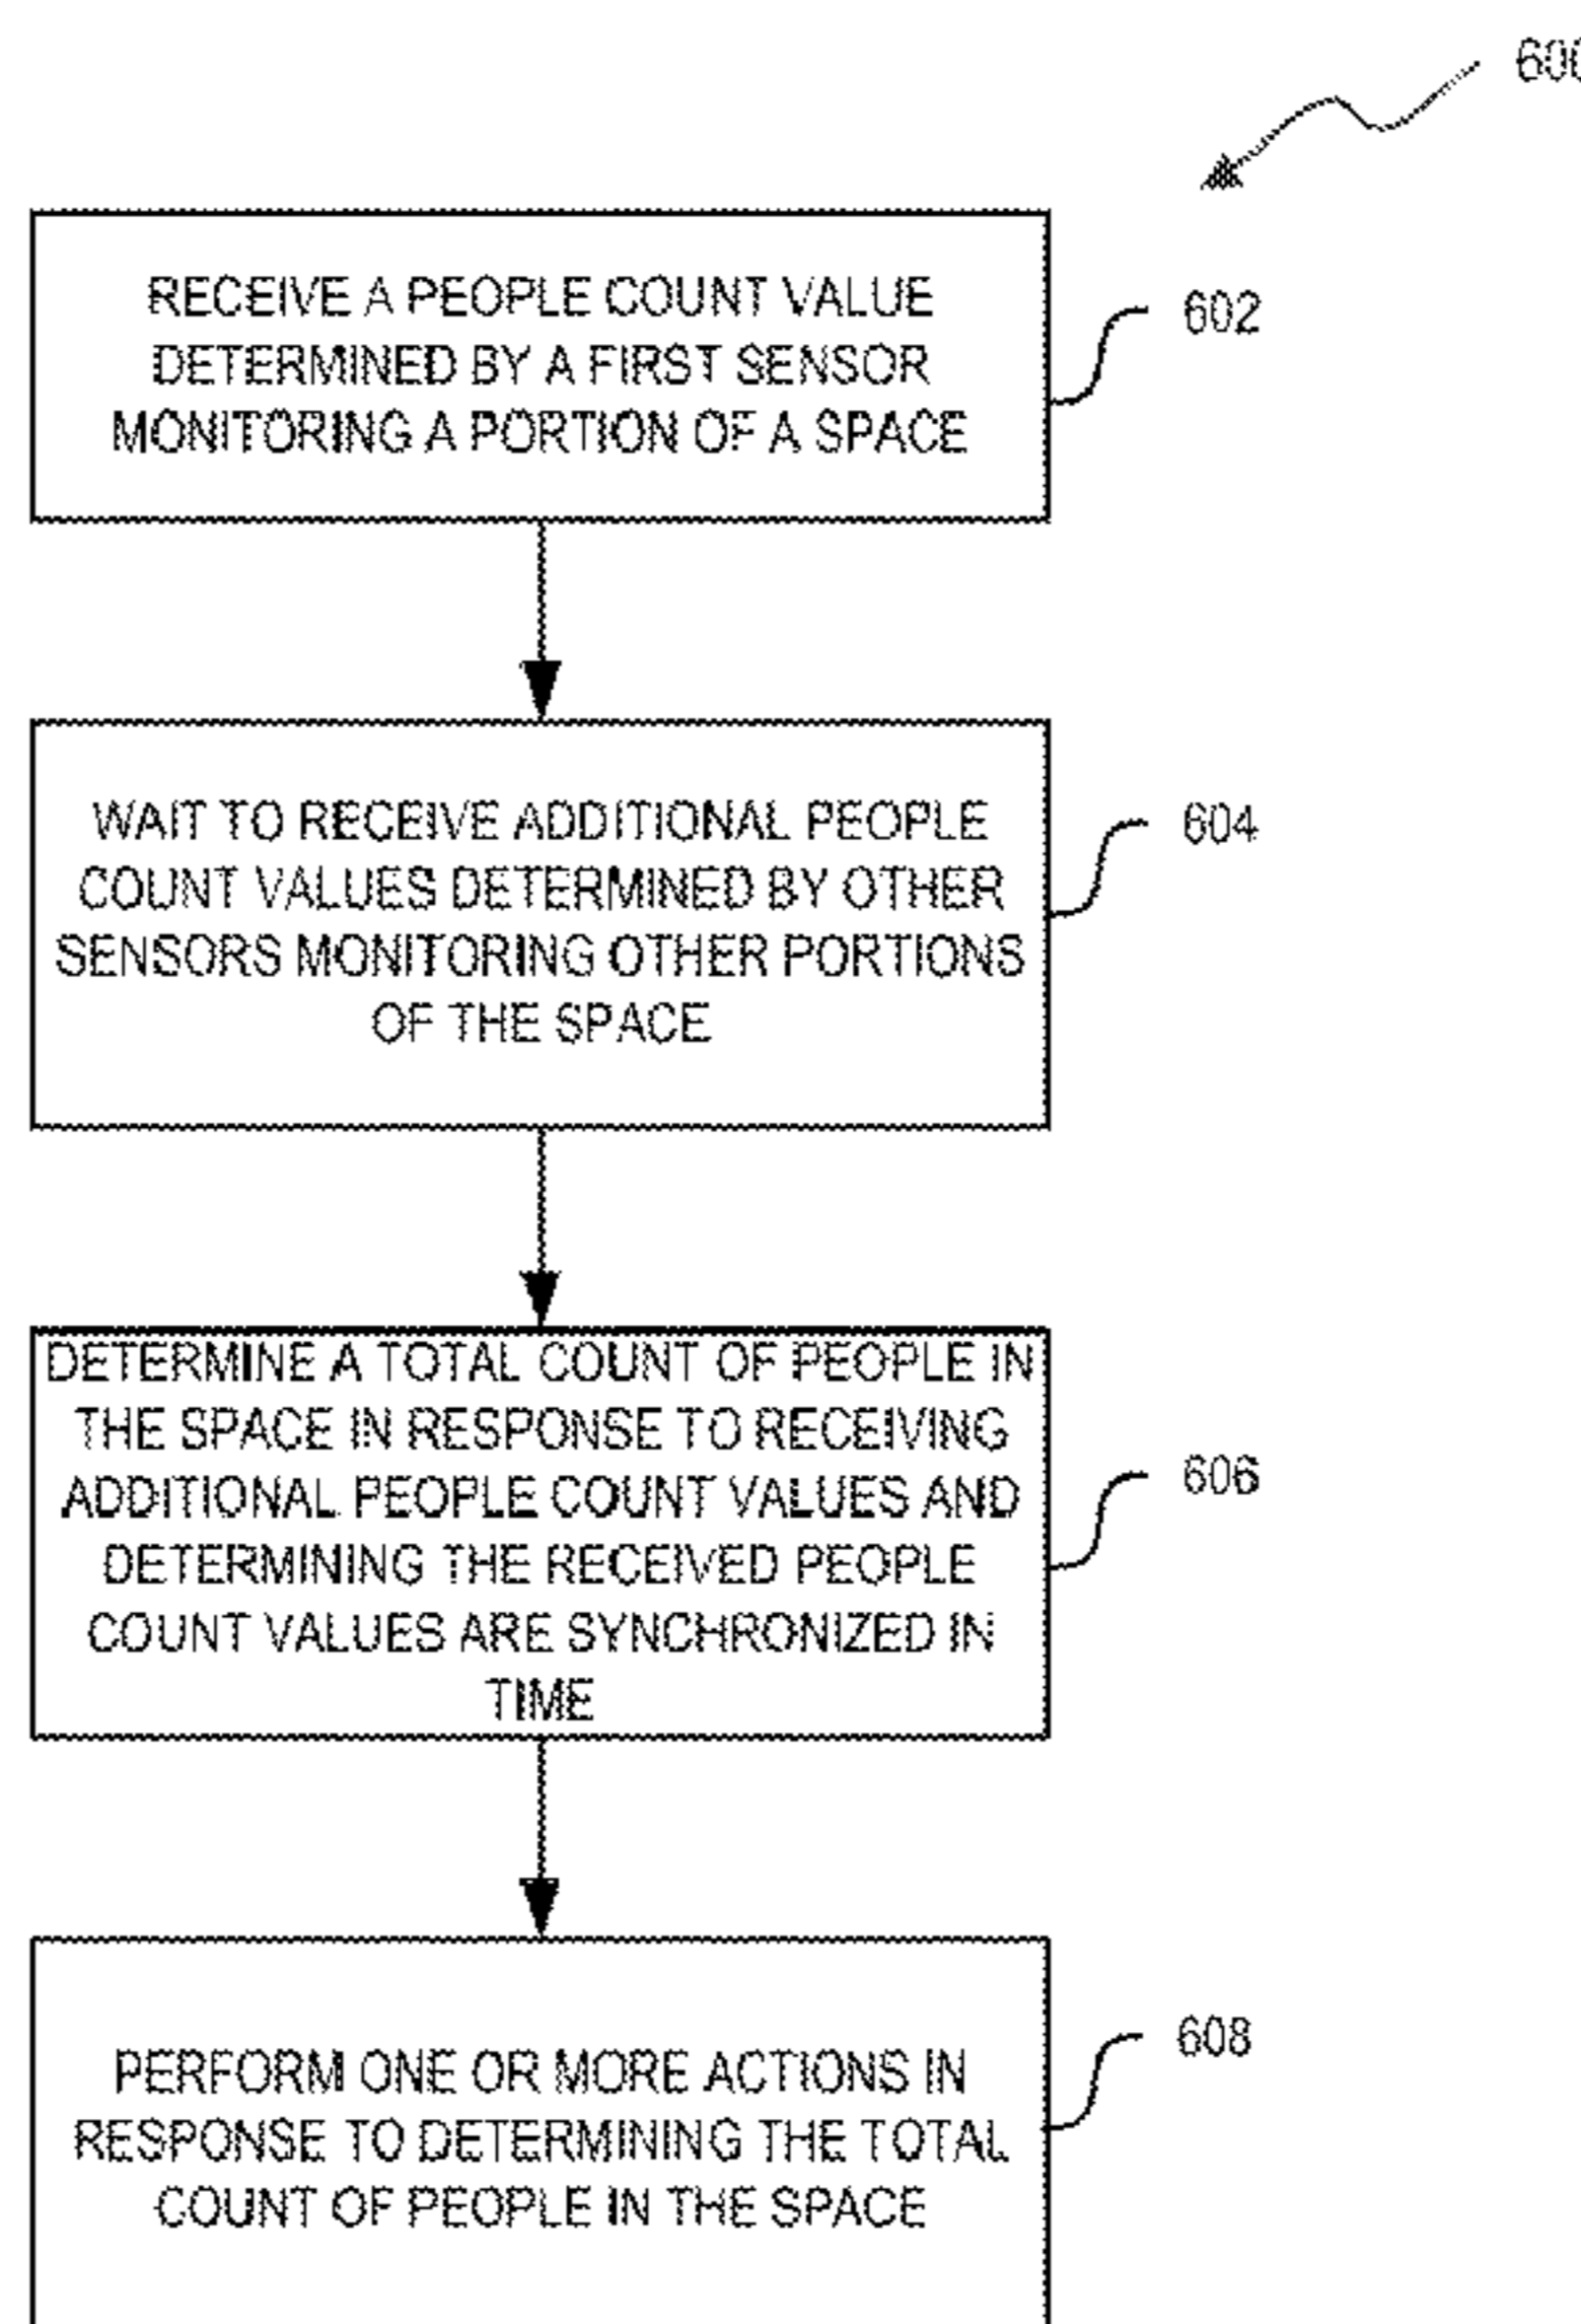 600
RECEIVE A PEOPLE COUNT VALUE
DETERMINED BY A FIRST SENSOR
MONITORING A PORTION OF A SPACE
602
WAIT TO RECEIVE ADDITIONAL PEOPLE
COUNT VALUES DETERMINED BY OTHER
SENSORS MONITORING OTHER PORTIONS
OF THE SPACE
604
DETERMINE A TOTAL COUNT OF PEOPLE IN
THE SPACE IN RESPONSE TO RECEIVING
ADDITIONAL PEOPLE COUNT VALUES AND
DETERMINING THE RECEIVED PEOPLE
COUNT VALUES ARE SYNCHRONIZED IN
TIME
606
PERFORM ONE OR MORE ACTIONS IN
RESPONSE TO DETERMINING THE TOTAL
COUNT OF PEOPLE IN THE SPACE
608